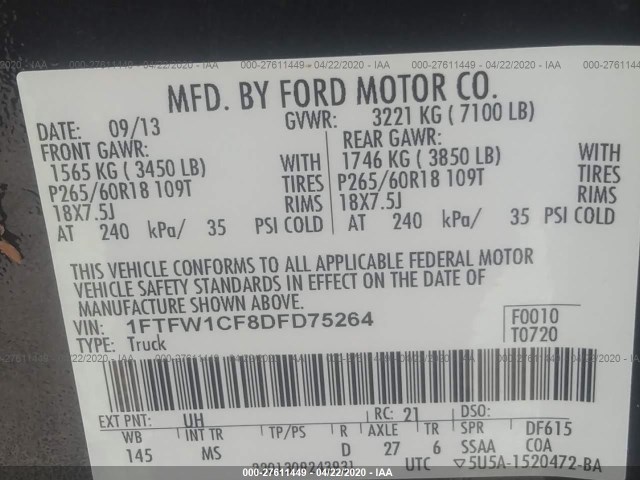 000-27611449 - 04/22/2020 - IAA
MFD. BY FORD MOTOR CO.
DATE: 09/13
GVWR: 3221 KG ( 7100 LB)
FRONT GAWR:
1565 KG ( 3450 LB) WITH
P265/60R18 109T TIRES
18X7.5J RIMS
AT 240 kPa/ 35 PSI COLD
REAR GAWR:
1746 KG ( 3850 LB) WITH
P265/60R18 109T TIRES
18X7.5J RIMS
AT 240 kPa/ 35 PSI COLD
THIS VEHICLE CONFORMS TO ALL APPLICABLE FEDERAL MOTOR
VEHICLE SAFETY STANDARDS IN EFFECT ON THE DATE OF
MANUFACTURE SHOWN ABOVE.
VIN: 1FTFW1CF8DFD75264
TYPE: Truck
F0010
T0720
EXT PNT: UH RC: 21 DSO:
WB INT TR TP/PS R AXLE TR SPR DF615
145 MS D 27 6 SSAA COA
UTC ▽5U5A-1520472-BA
000-27611449 - 04/22/2020 - IAA